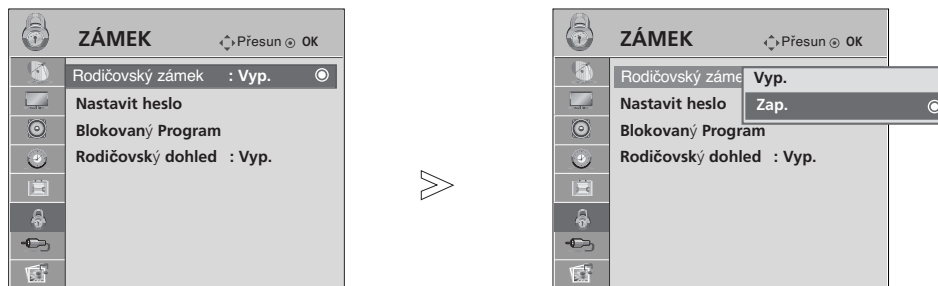 ZÁMEK Přesun OK
Rodičovský zámek : Vyp.
Nastavit heslo
Blokovaný Program
Rodičovský dohled : Vyp.
ZÁMEK Přesun OK
Rodičovský záme Vyp.
Nastavit heslo Zap.
Blokovaný Program
Rodičovský dohled : Vyp.